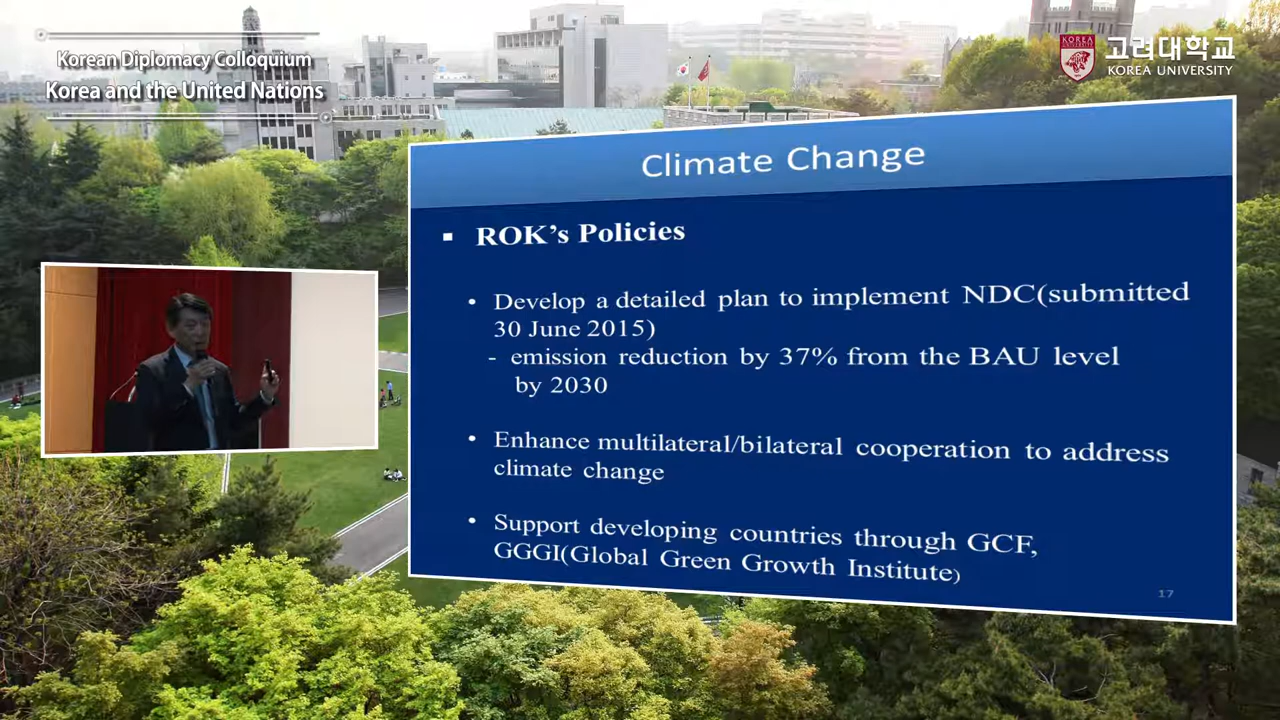 Korean Diplomacy Colloquium
Korea and the United Nations
KOREA
고려대학교
KOREA UNIVERSITY
Climate Change
▪ ROK's Policies
• Develop a detailed plan to implement NDC(submitted
30 June 2015)
- emission reduction by 37% from the BAU level
by 2030
• Enhance multilateral/bilateral cooperation to address
climate change
• Support developing countries through GCF,
GGGI(Global Green Growth Institute)
17